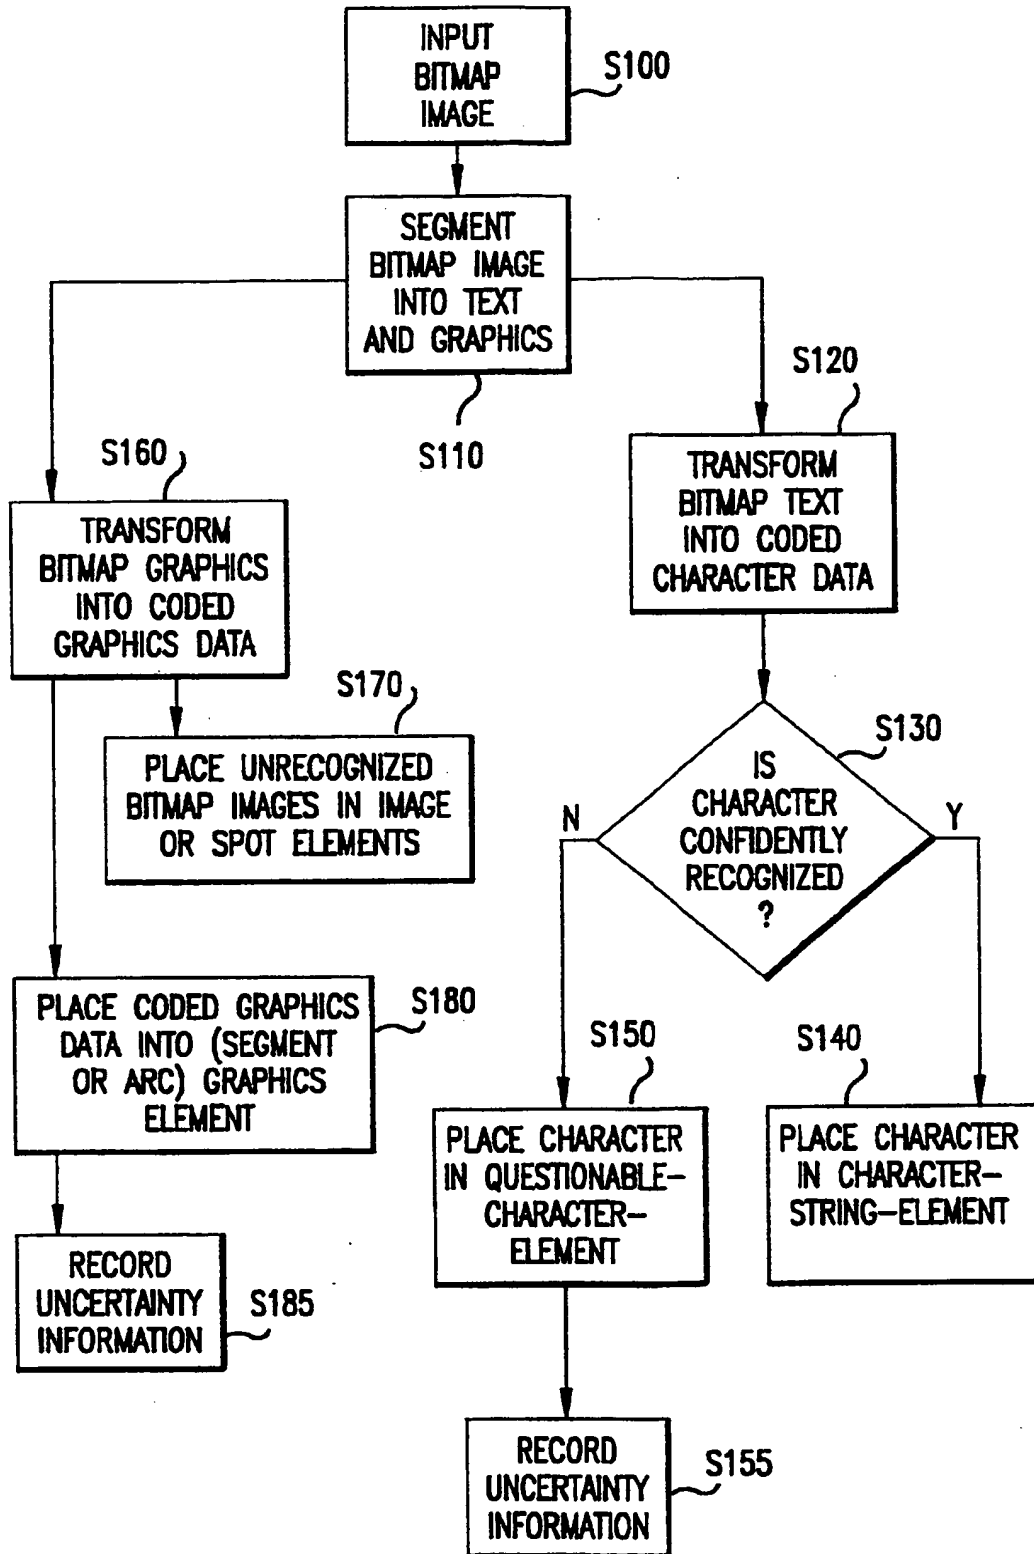 INPUT
BITMAP
IMAGE
S100
SEGMENT
BITMAP IMAGE
INTO TEXT
AND GRAPHICS
S110
S120
TRANSFORM
BITMAP TEXT
INTO CODED
CHARACTER DATA
S160
TRANSFORM
BITMAP GRAPHICS
INTO CODED
GRAPHICS DATA
S170
PLACE UNRECOGNIZED
BITMAP IMAGES IN IMAGE
OR SPOT ELEMENTS
S130
IS
CHARACTER
CONFIDENTLY
RECOGNIZED
?
N
Y
S180
PLACE CODED GRAPHICS
DATA INTO (SEGMENT
OR ARC) GRAPHICS
ELEMENT
S150
PLACE CHARACTER
IN QUESTIONABLE-
CHARACTER-
ELEMENT
S140
PLACE CHARACTER
IN CHARACTER-
STRING-ELEMENT
RECORD
UNCERTAINTY
INFORMATION
S185
RECORD
UNCERTAINTY
INFORMATION
S155